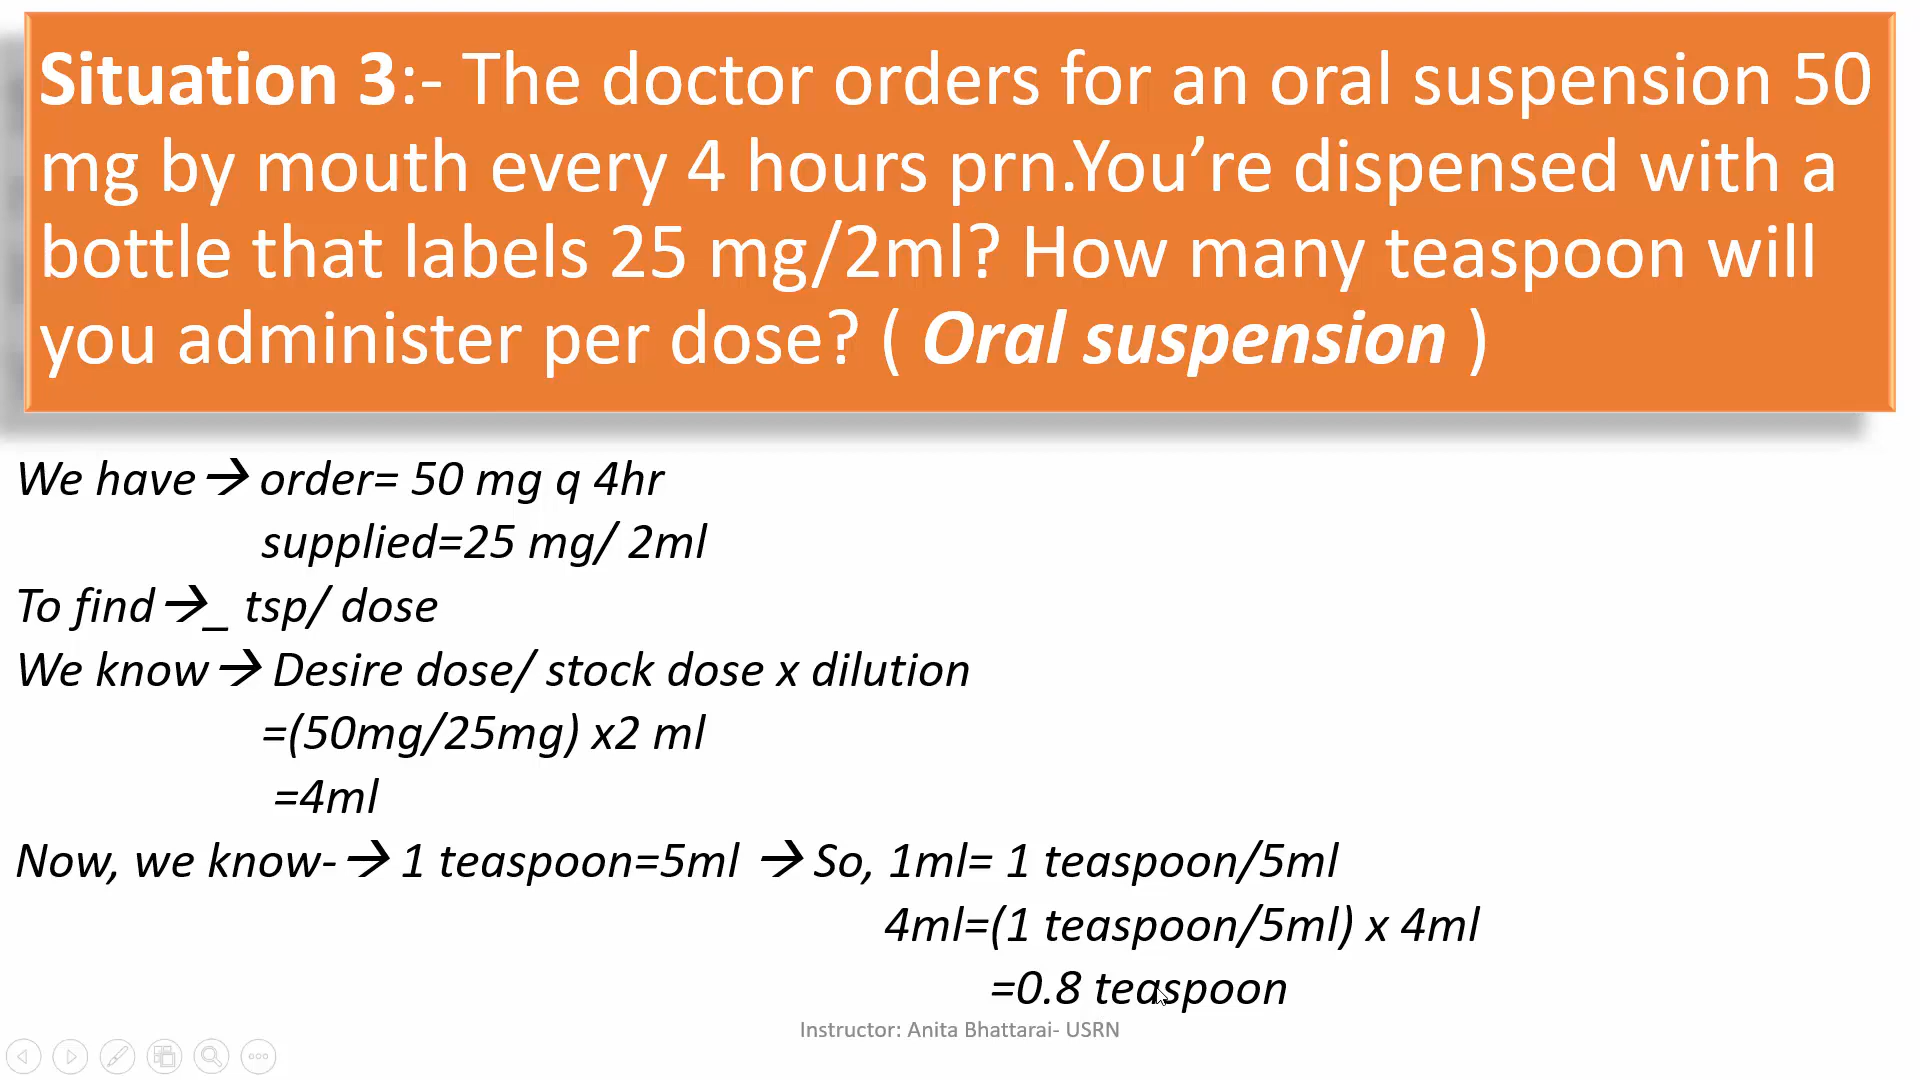 Situation 3:- The doctor orders for an oral suspension 50
mg by mouth every 4 hours prn.You’re dispensed with a
bottle that labels 25 mg/2ml? How many teaspoon will
you administer per dose? ( Oral suspension )
We have→ order= 50 mg q 4hr
supplied=25 mg/ 2ml
To find→_ tsp/ dose
We know→ Desire dose/ stock dose x dilution
=(50mg/25mg) x2 ml
=4ml
Now, we know-→ 1 teaspoon=5ml → So, 1ml= 1 teaspoon/5ml
4ml=(1 teaspoon/5ml) x 4ml
=0.8 teaspoon
Instructor: Anita Bhattarai- USRN